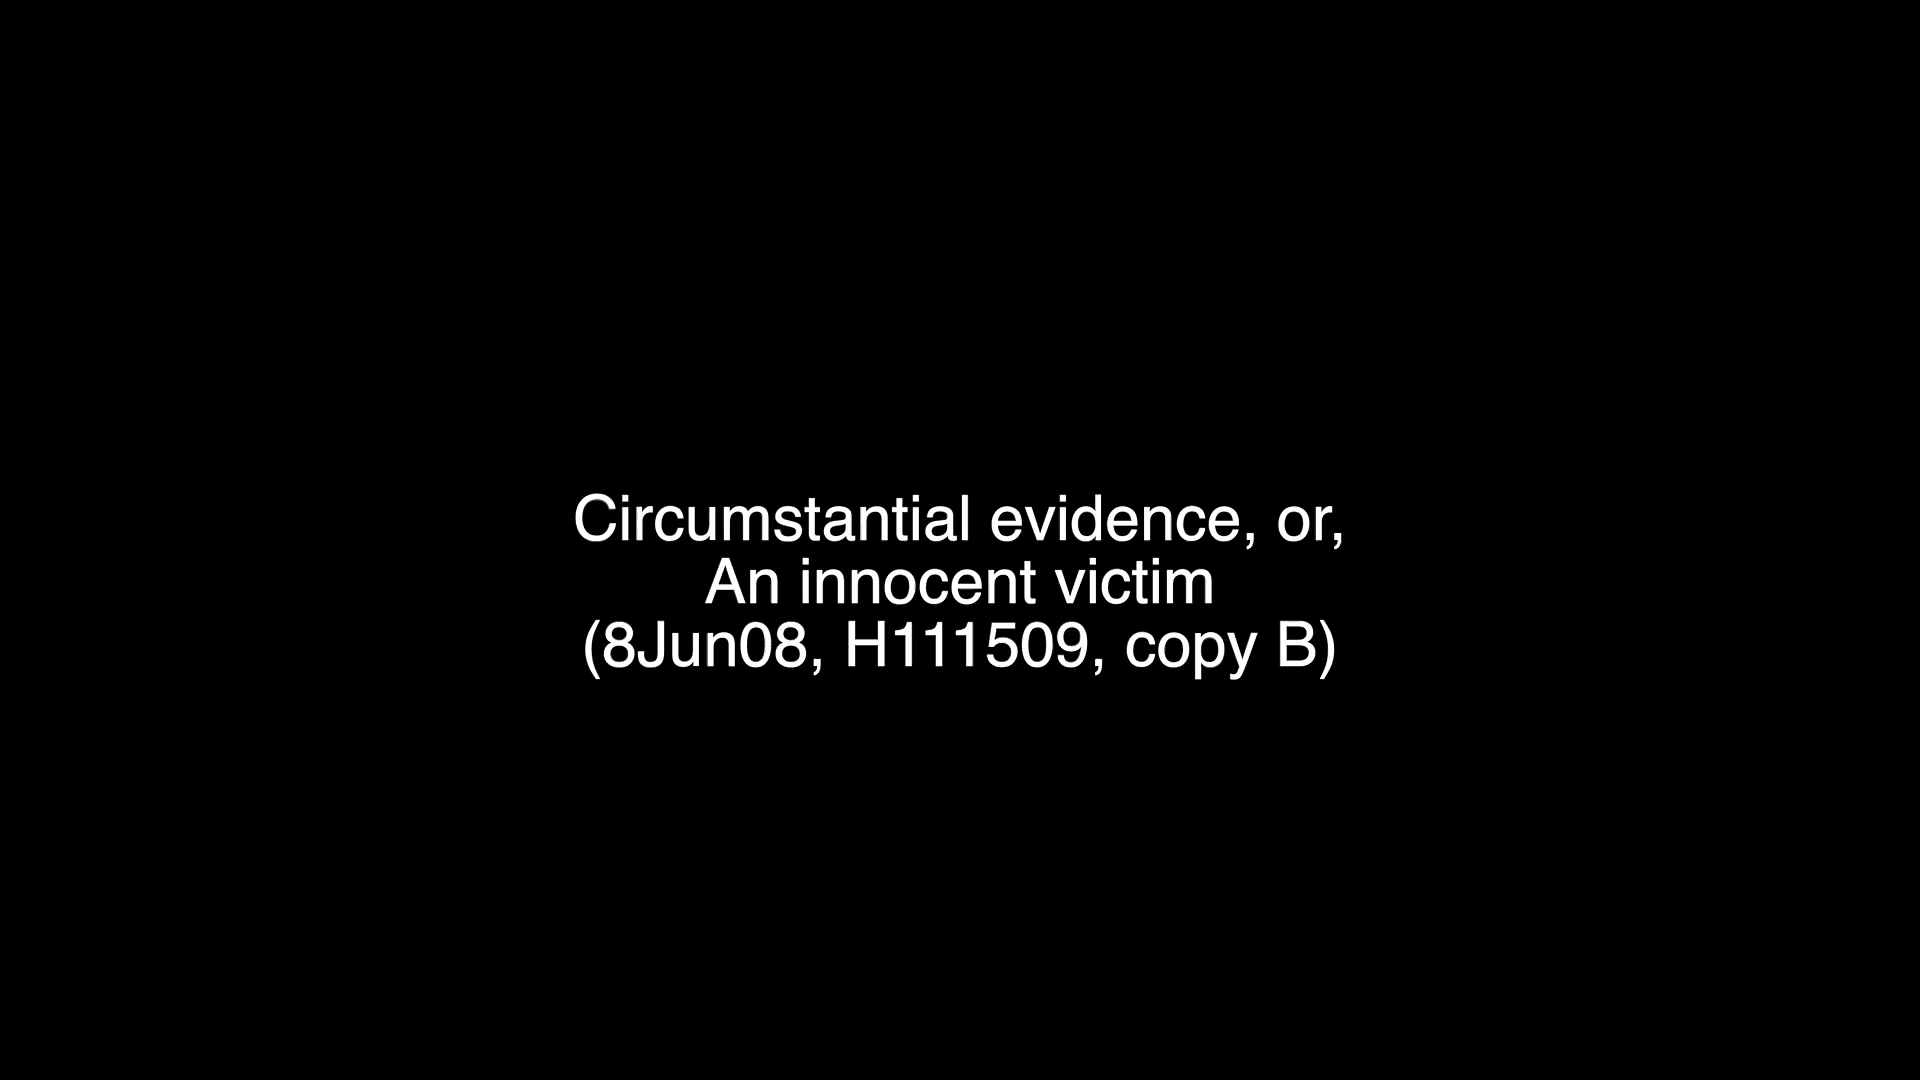 Circumstantial evidence, or,
An innocent victim
(8Jun08, H111509, copy B)